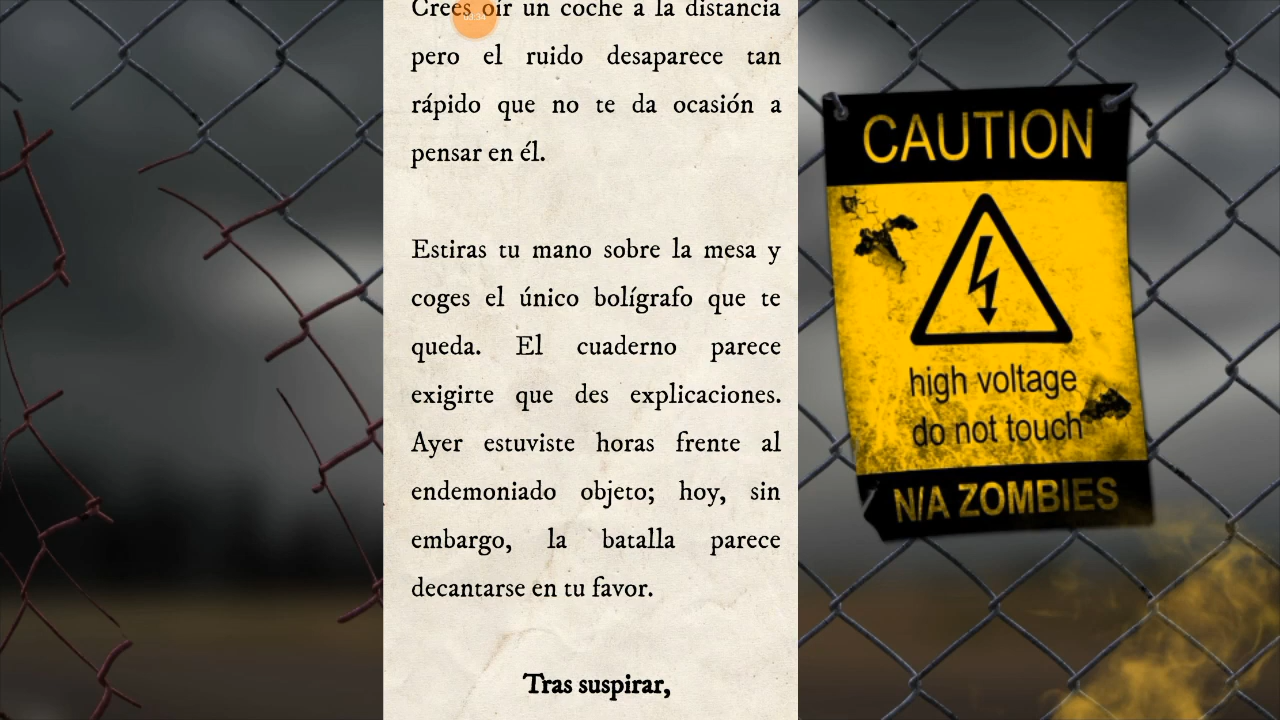 Crees oír un coche a la distancia
pero el ruido desaparece tan
rápido que no te da ocasión a
pensar en él.
Estiras tu mano sobre la mesa y
coges el único bolígrafo que te
queda. El cuaderno parece
exigirte que des explicaciones.
Ayer estuviste horas frente al
endemoniado objeto; hoy, sin
embargo, la batalla parece
decantarse en tu favor.
Tras suspirar,
03:34
CAUTION
high voltage
do not touch
N/A ZOMBIES